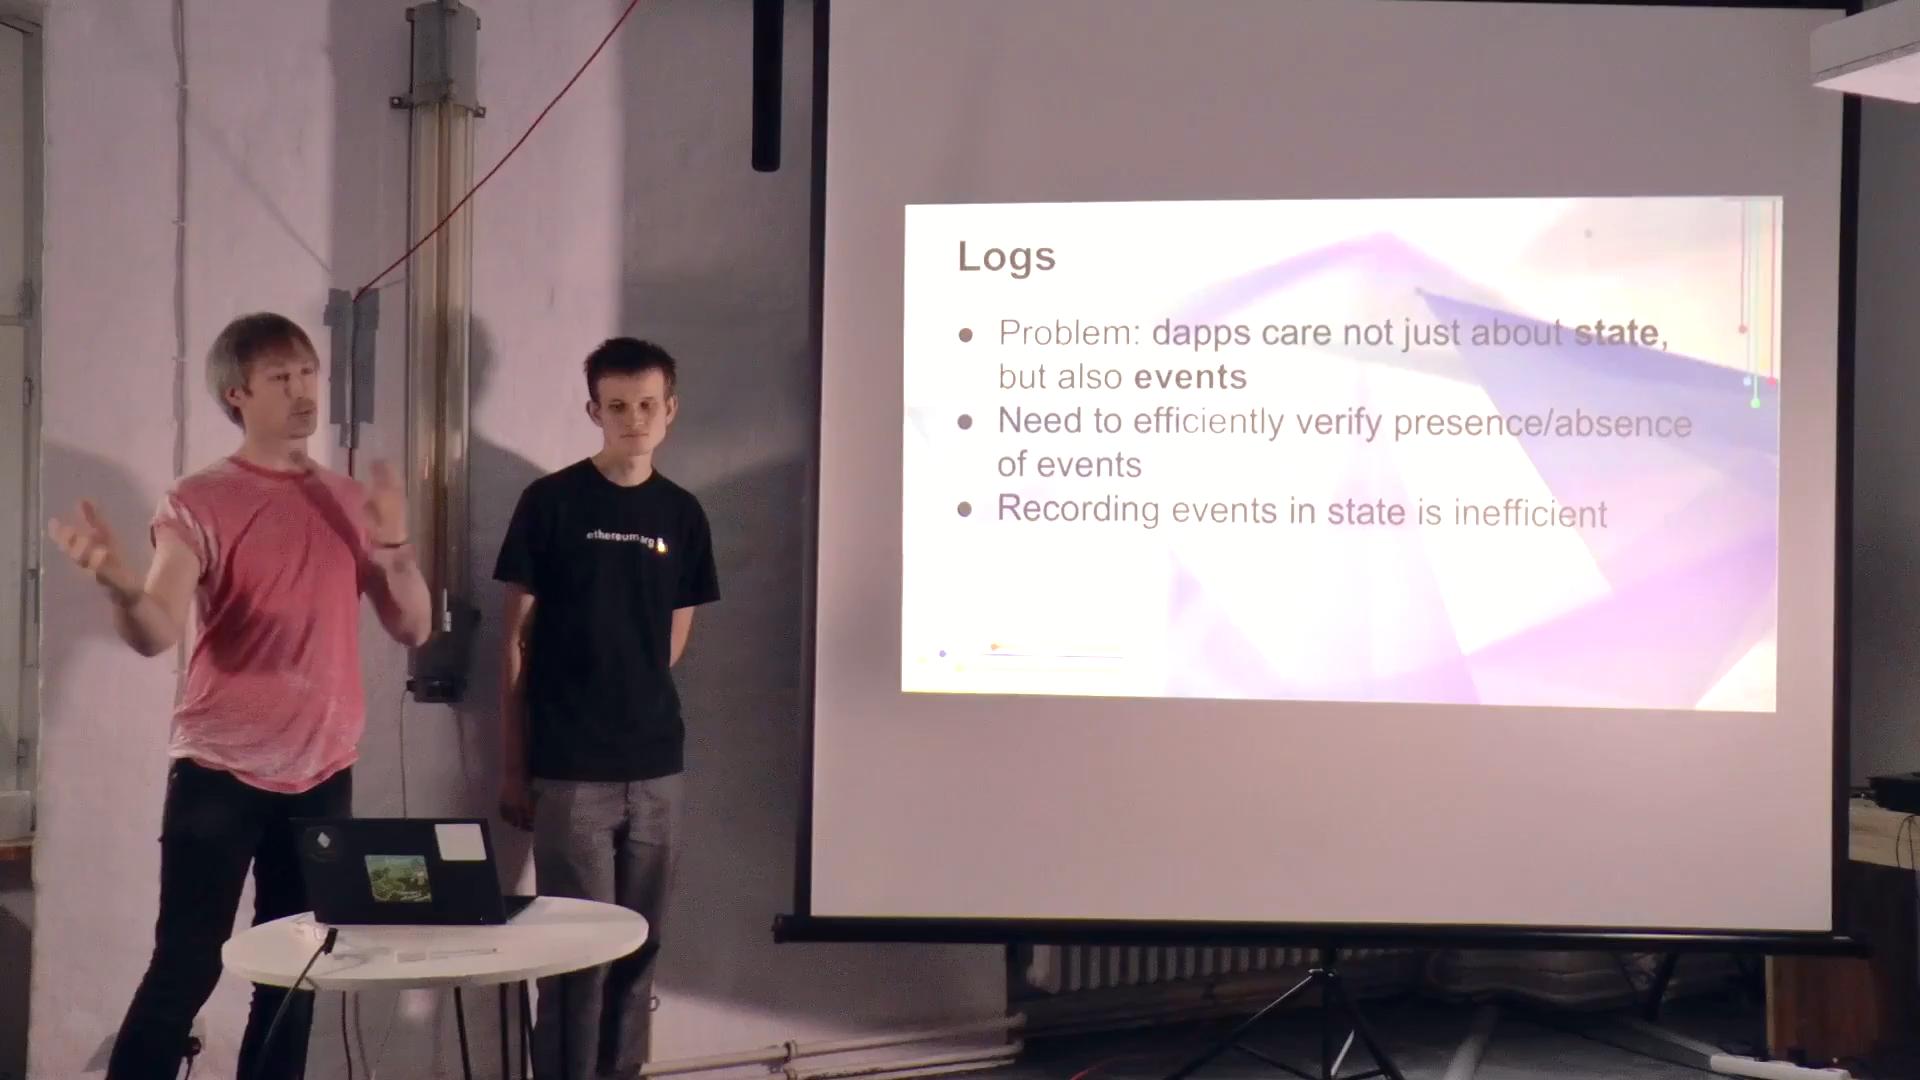 Logs
● Problem: dapps care not just about state,
but also events
● Need to efficiently verify presence/absence
of events
● Recording events in state is inefficient
ethereum.org